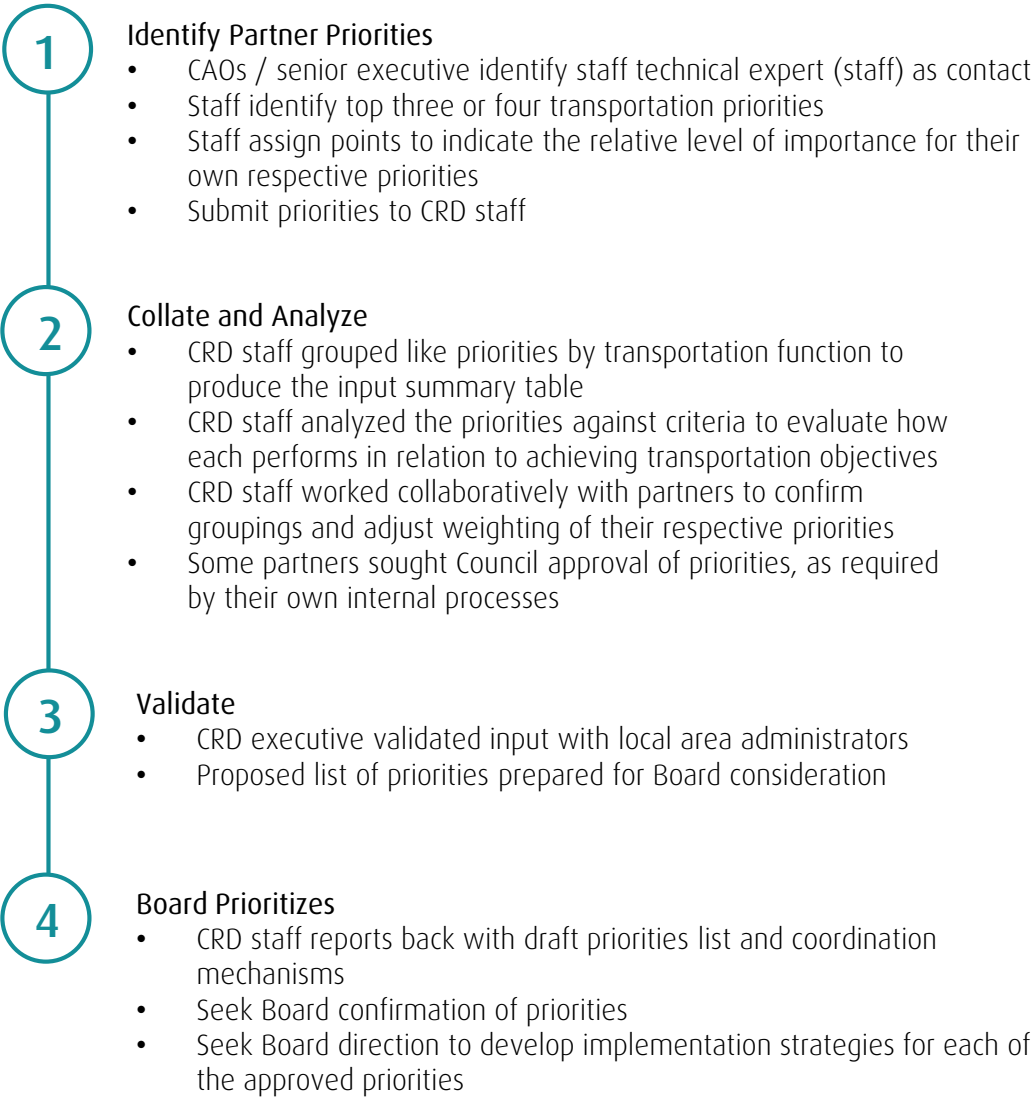 1
Identify Partner Priorities
• CAOs / senior executive identify staff technical expert (staff) as contact
• Staff identify top three or four transportation priorities
• Staff assign points to indicate the relative level of importance for their
own respective priorities
• Submit priorities to CRD staff
2
Collate and Analyze
• CRD staff grouped like priorities by transportation function to
produce the input summary table
• CRD staff analyzed the priorities against criteria to evaluate how
each performs in relation to achieving transportation objectives
• CRD staff worked collaboratively with partners to confirm
groupings and adjust weighting of their respective priorities
• Some partners sought Council approval of priorities, as required
by their own internal processes
3
Validate
• CRD executive validated input with local area administrators
• Proposed list of priorities prepared for Board consideration
4
Board Prioritizes
• CRD staff reports back with draft priorities list and coordination
mechanisms
• Seek Board confirmation of priorities
• Seek Board direction to develop implementation strategies for each of
the approved priorities